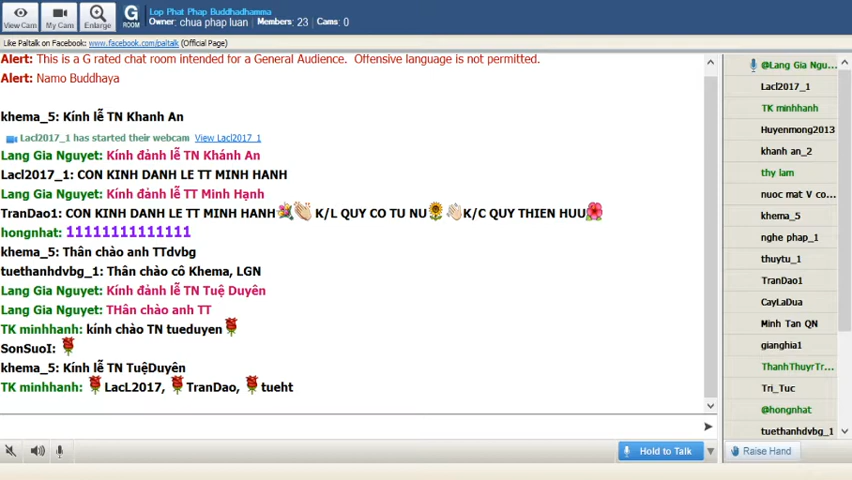 Lop Phat Phap Buddhadhamma
Owner: chua phap luan   Members: 23   Cams: 0
View Cam
My Cam
Enlarge
G
ROOM
Like Paltalk on Facebook: www.facebook.com/paltalk (Official Page)
Alert: This is a G rated chat room intended for a General Audience. Offensive language is not permitted.
Alert: Namo Buddhaya
khema_5: Kính lễ TN Khanh An
Lacl2017_1 has started their webcam View Lacl2017_1
Lang Gia Nguyet: Kính đảnh lễ TN Khánh An
Lacl2017_1: CON KINH DANH LE TT MINH HANH
Lang Gia Nguyet: Kính đảnh lễ TT Minh Hạnh
TranDao1: CON KINH DANH LE TT MINH HANH K/L QUY CO TU NU K/C QUY THIEN HUU
hongnhat: 11111111111111
khema_5: Thân chào anh TTdvbg
tuethanhdvbg_1: Thân chào cô Khema, LGN
Lang Gia Nguyet: Kính đảnh lễ TN Tuệ Duyên
Lang Gia Nguyet: THân chào anh TT
TK minhhanh: kính chào TN tueduyen
SonSuoI:
khema_5: Kính lễ TN TuệDuyên
TK minhhanh: LacL2017, TranDao, tueht
Hold to Talk
@Lang Gia Ngu...
Lacl2017_1
TK minhhanh
Huyenmong2013
khanh an_2
thy lam
nuoc mat V co...
khema_5
nghe phap_1
thuytu_1
TranDao1
CayLaDua
Minh Tan QN
gianghia1
ThanhThuyrTr...
Tri_Tuc
@hongnhat
tuethanhdvbg_1
Raise Hand